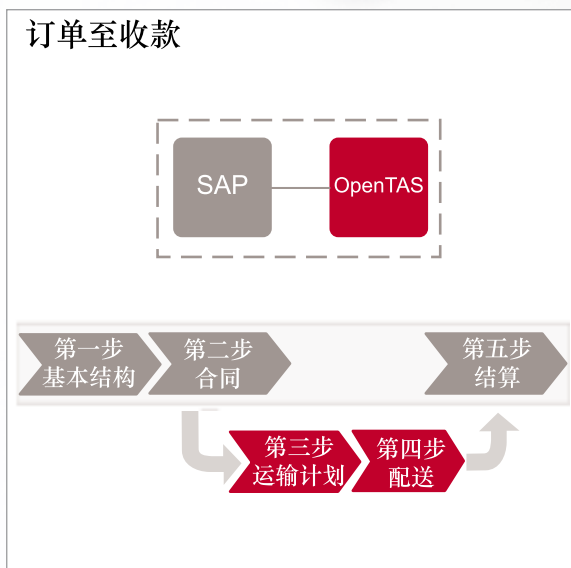 订单至收款
SAP
OpenTAS
第一步
基本结构
第二步
合同
第五步
结算
第三步
运输计划
第四步
配送